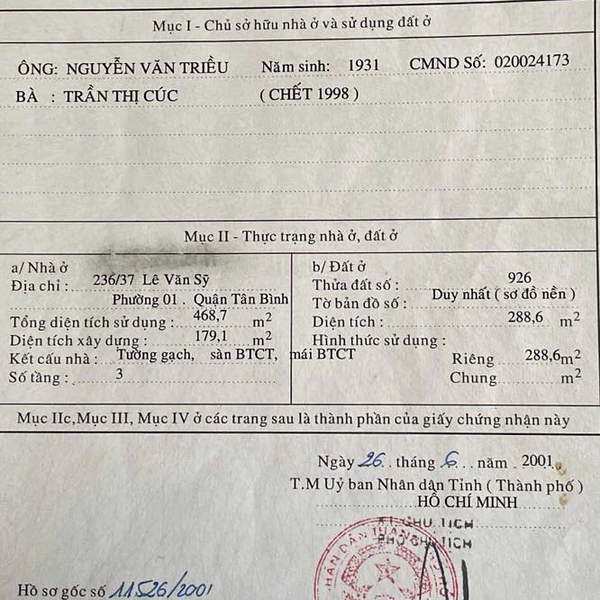 Mục I - Chủ sở hữu nhà ở và sử dụng đất ở
ÔNG: NGUYỄN VĂN TRIỀU Năm sinh: 1931 CMND Số: 020024173
BÀ : TRẦN THỊ CÚC ( CHẾT 1998 )
Mục II - Thực trạng nhà ở, đất ở
a/ Nhà ở
Địa chỉ : 236/37 Lê Văn Sỹ
Phường 01 . Quận Tân Bình
Tổng diện tích sử dụng : 468,7 m2
Diện tích xây dựng : 179,1 m2
Kết cấu nhà : Tường gạch, sàn BTCT, mái BTCT
Số tầng : 3
b/ Đất ở
Thửa đất số : 926
Tờ bản đồ số : Duy nhất ( sơ đồ nền )
Diện tích : 288,6 m2
Hình thức sử dụng :
Riêng : 288,6m2
Chung : m2
Mục IIc,Mục III, Mục IV ở các trang sau là thành phần của giấy chứng nhận này
Ngày 26 tháng 6 năm 2001
T.M Uỷ ban Nhân dân Tỉnh ( Thành phố )
HỒ CHÍ MINH
KT.CHỦ TỊCH
PHÓ CHỦ TỊCH
Hồ sơ gốc số 11526/2001